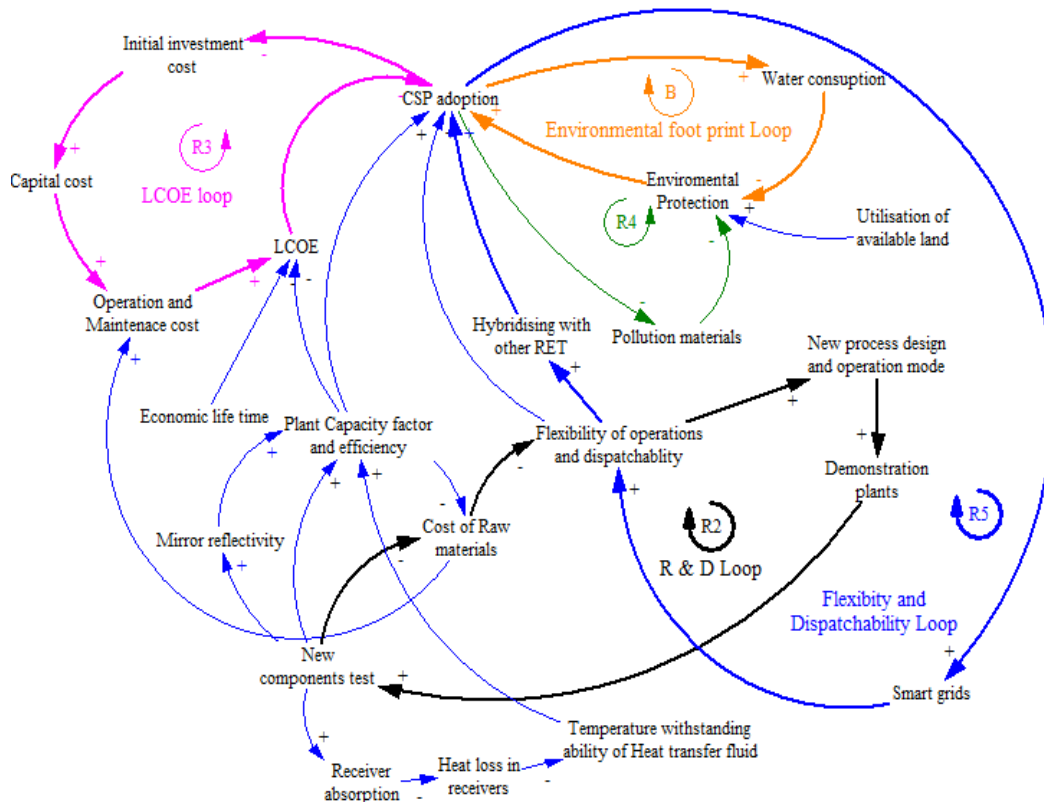 Initial investment
cost
-
CSP adoption
-
+
-
+
+
Water consuption
+
B
Environmental foot print Loop
R3
LCOE loop
+
Capital cost
+
LCOE
+
-
-
Operation and
Maintenace cost
+
Enviromental
Protection
-
+
-
R4
Utilisation of
available land
-
Pollution materials
Hybridising with
other RET
+
New process design
and operation mode
+
+
Economic life time
Plant Capacity factor
and efficiency
+
+
+
-
Flexibility of operations
and dispatchablity
-
+
Demonstration
plants
Mirror reflectivity
+
Cost of Raw
materials
-
R2
R & D Loop
R5
Flexibity and
Dispatchability Loop
New
components test
+
+
Smart grids
+
Receiver
absorption
-
Heat loss in
receivers
-
Temperature withstanding
ability of Heat transfer fluid